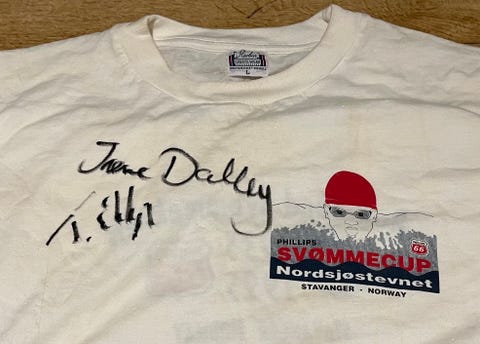 L
Irene Dalby
PHILLIPS
66
SVØMMECUP
Nordsjøstevnet
STAVANGER · NORWAY